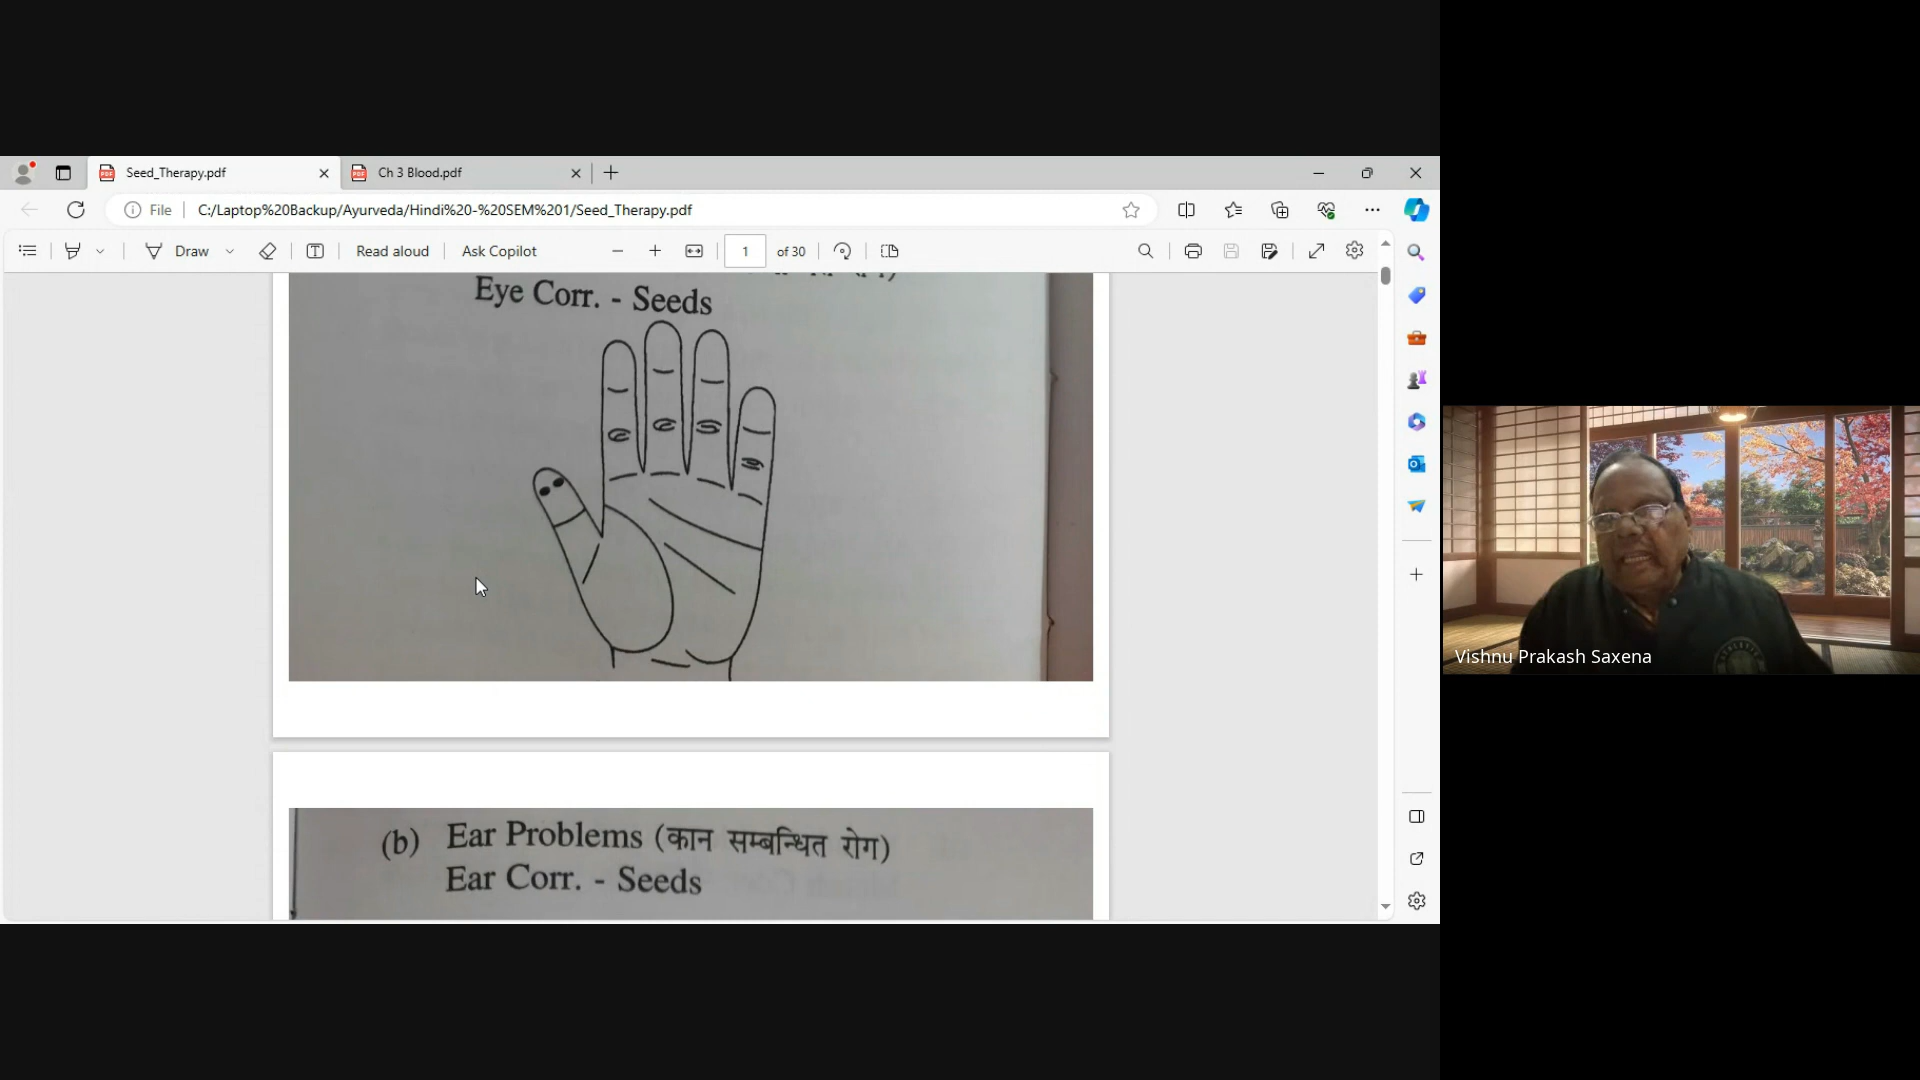 Seed_Therapy.pdf
Ch 3 Blood.pdf
File
C:/Laptop%20Backup/Ayurveda/Hindi%20-%20SEM%201/Seed_Therapy.pdf
Draw
Read aloud
Ask Copilot
1
of 30
Eye Corr. - Seeds
(b) Ear Problems (कान सम्बन्धित रोग)
Ear Corr. - Seeds
Vishnu Prakash Saxena